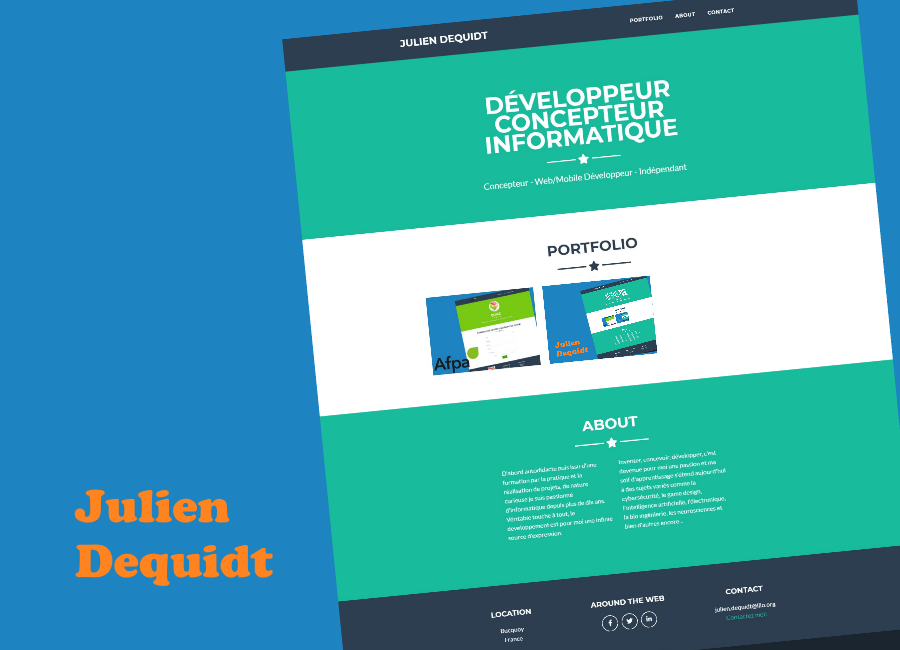 JULIEN DEQUIDT
PORTFOLIO ABOUT CONTACT
DÉVELOPPEUR
CONCEPTEUR
INFORMATIQUE
Concepteur - Web/Mobile Développeur - Indépendant
PORTFOLIO
Afpa
Julien
Dequidt
ABOUT
D'abord autodidacte puis issu d'une
formation par la pratique et la
réalisation de projets, de nature
curieuse je suis passionné
d'informatique depuis plus de dix ans.
Véritable touche à tout, le
développement est pour moi une infinie
source d'expression.
Inventer, concevoir, développer, c'est
devenue pour moi une passion et ma
soif d'apprentissage s'étend aujourd'hui
à des sujets variés comme la
cybersécurité, le game design,
l'intelligence artificielle, l'électronique,
la bio ingénierie, les neurosciences et
bien d'autres encore ...
Julien
Dequidt
LOCATION
Bucquoy
France
AROUND THE WEB
CONTACT
julien.dequidt@lilo.org
Contactez moi